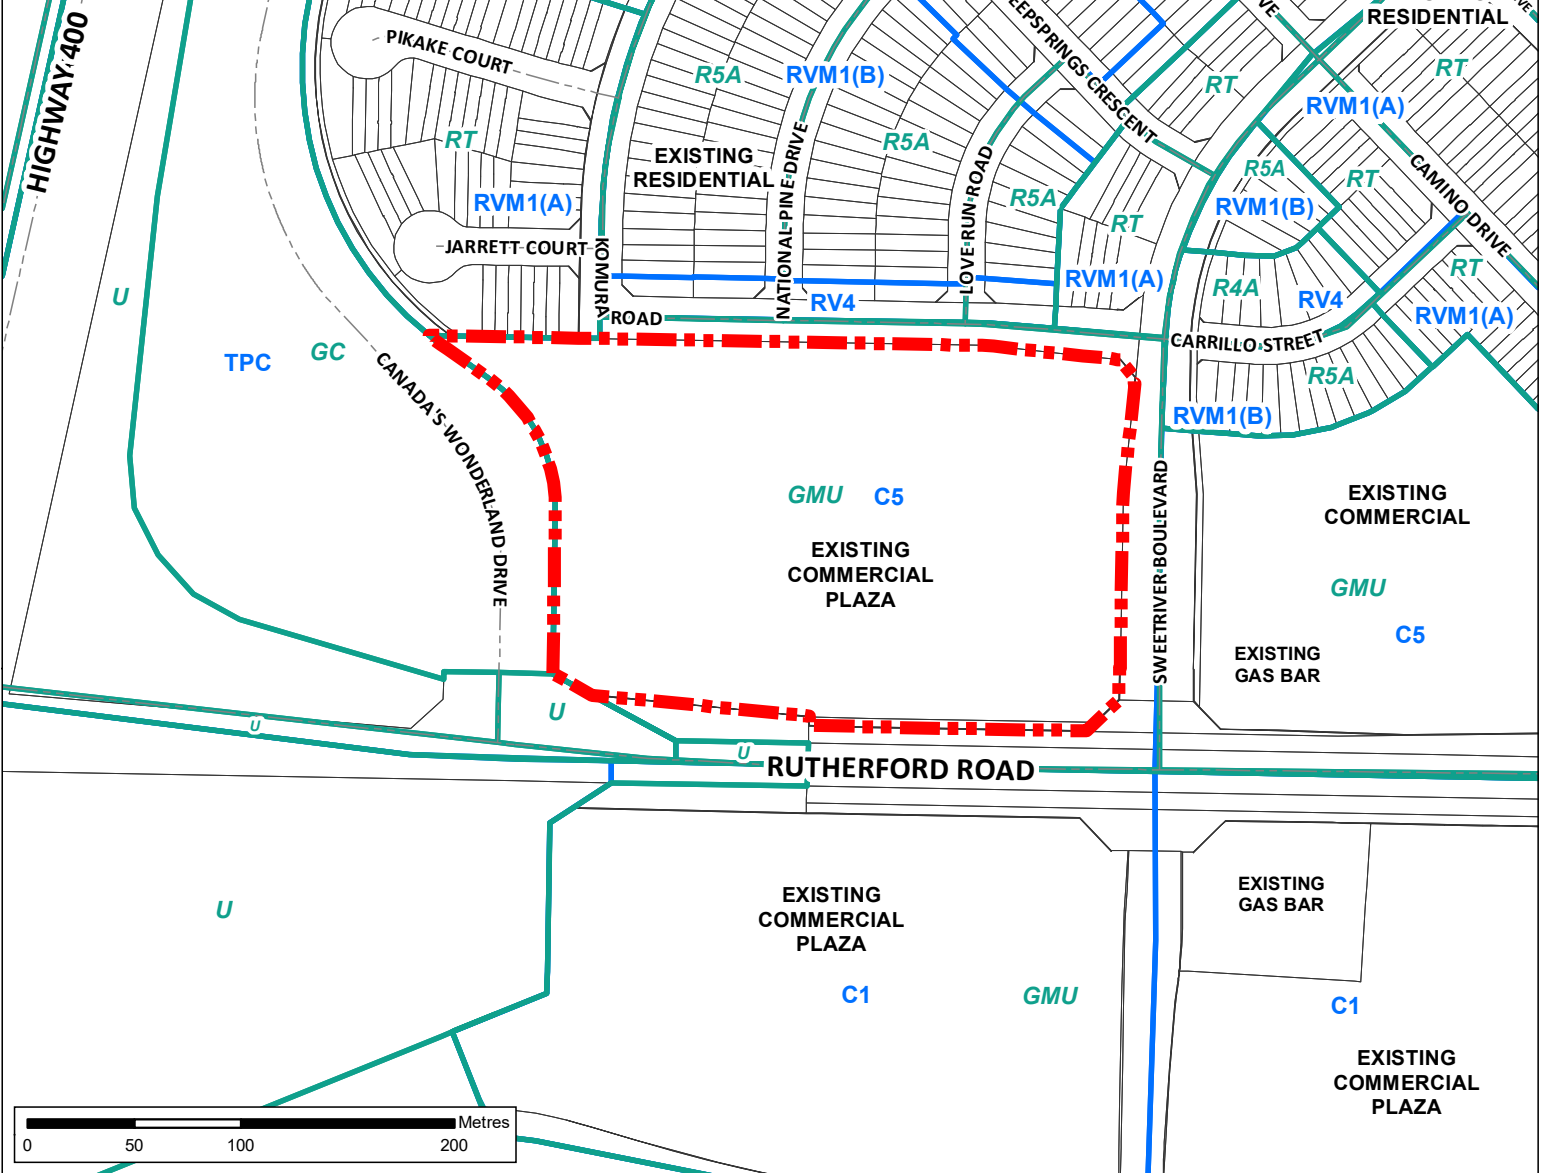 HIGHWAY 400
PIKAKE COURT
RESIDENTIAL
R5A
RVM1(B)
RT
RT
RVM1(A)
RT
EXISTING
RESIDENTIAL
R5A
R5A
RT
RVM1(A)
R5A
RVM1(B)
RT
CAMINO DRIVE
NATIONAL PINE DRIVE
LOVE RUN ROAD
JARRETT COURT
KOMURA
ROAD
RVM1(A)
RV4
R4A
RV4
RT
RVM1(A)
U
TPC
GC
CANADA'S WONDERLAND DRIVE
CARRILLO STREET
R5A
RVM1(B)
GMU
C5
EXISTING
COMMERCIAL
PLAZA
SWEETRIVER BOULEVARD
EXISTING
COMMERCIAL
GMU
C5
EXISTING
GAS BAR
U
U
U
RUTHERFORD ROAD
U
EXISTING
COMMERCIAL
PLAZA
C1
GMU
EXISTING
GAS BAR
C1
EXISTING
COMMERCIAL
PLAZA
Metres
0 50 100 200